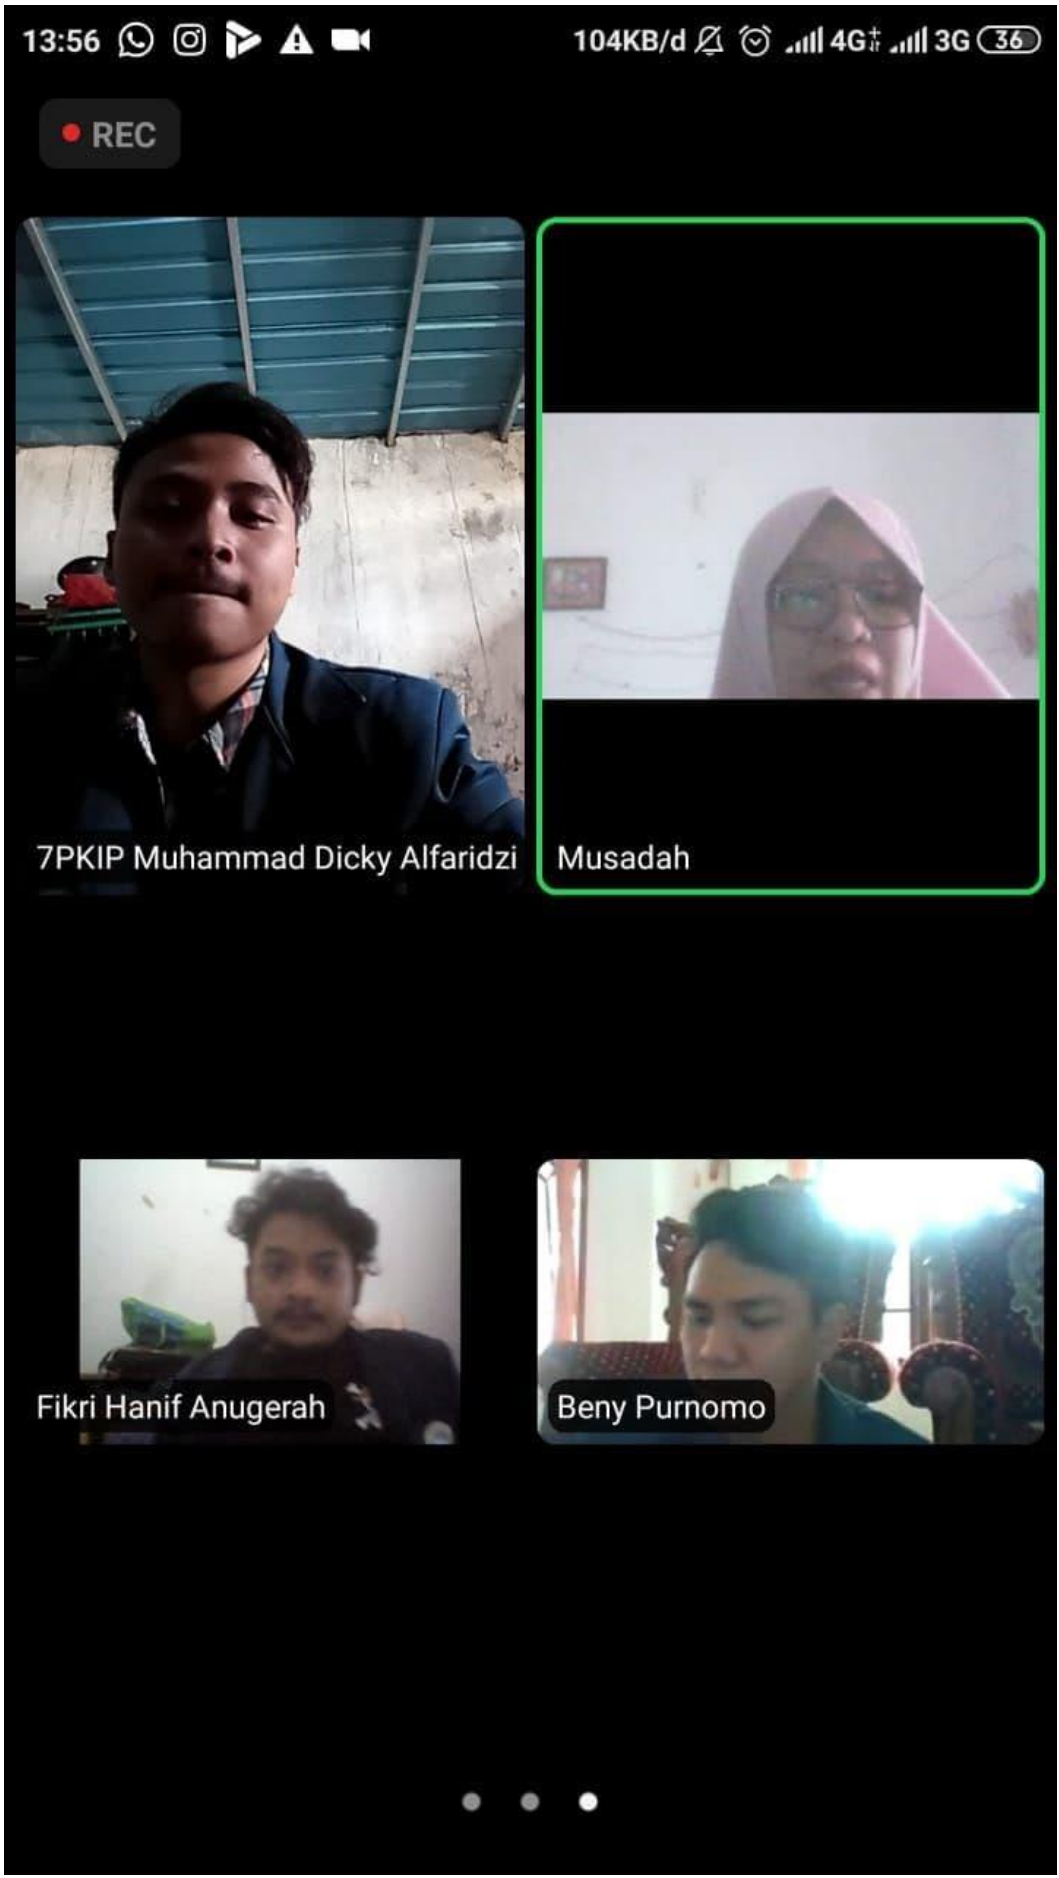 13:56 104KB/d 4G+ 3G 36
REC
7PKIP Muhammad Dicky Alfaridzi
Musadah
Fikri Hanif Anugerah
Beny Purnomo